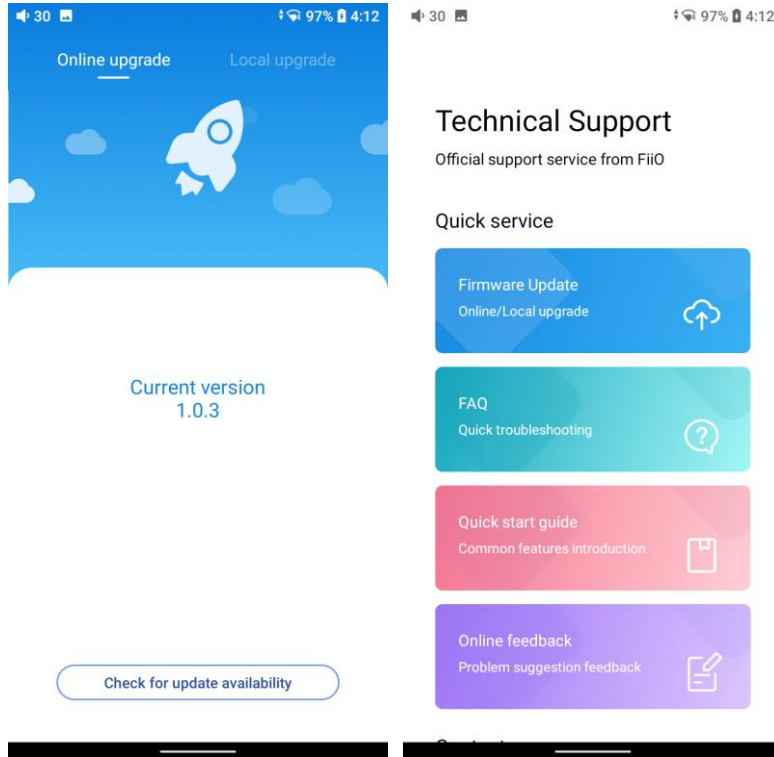 30 97% 4:12
Online upgrade Local upgrade
Current version
1.0.3
Check for update availability
30 97% 4:12
Technical Support
Official support service from FiiO
Quick service
Firmware Update
Online/Local upgrade
FAQ
Quick troubleshooting
Quick start guide
Common features introduction
Online feedback
Problem suggestion feedback